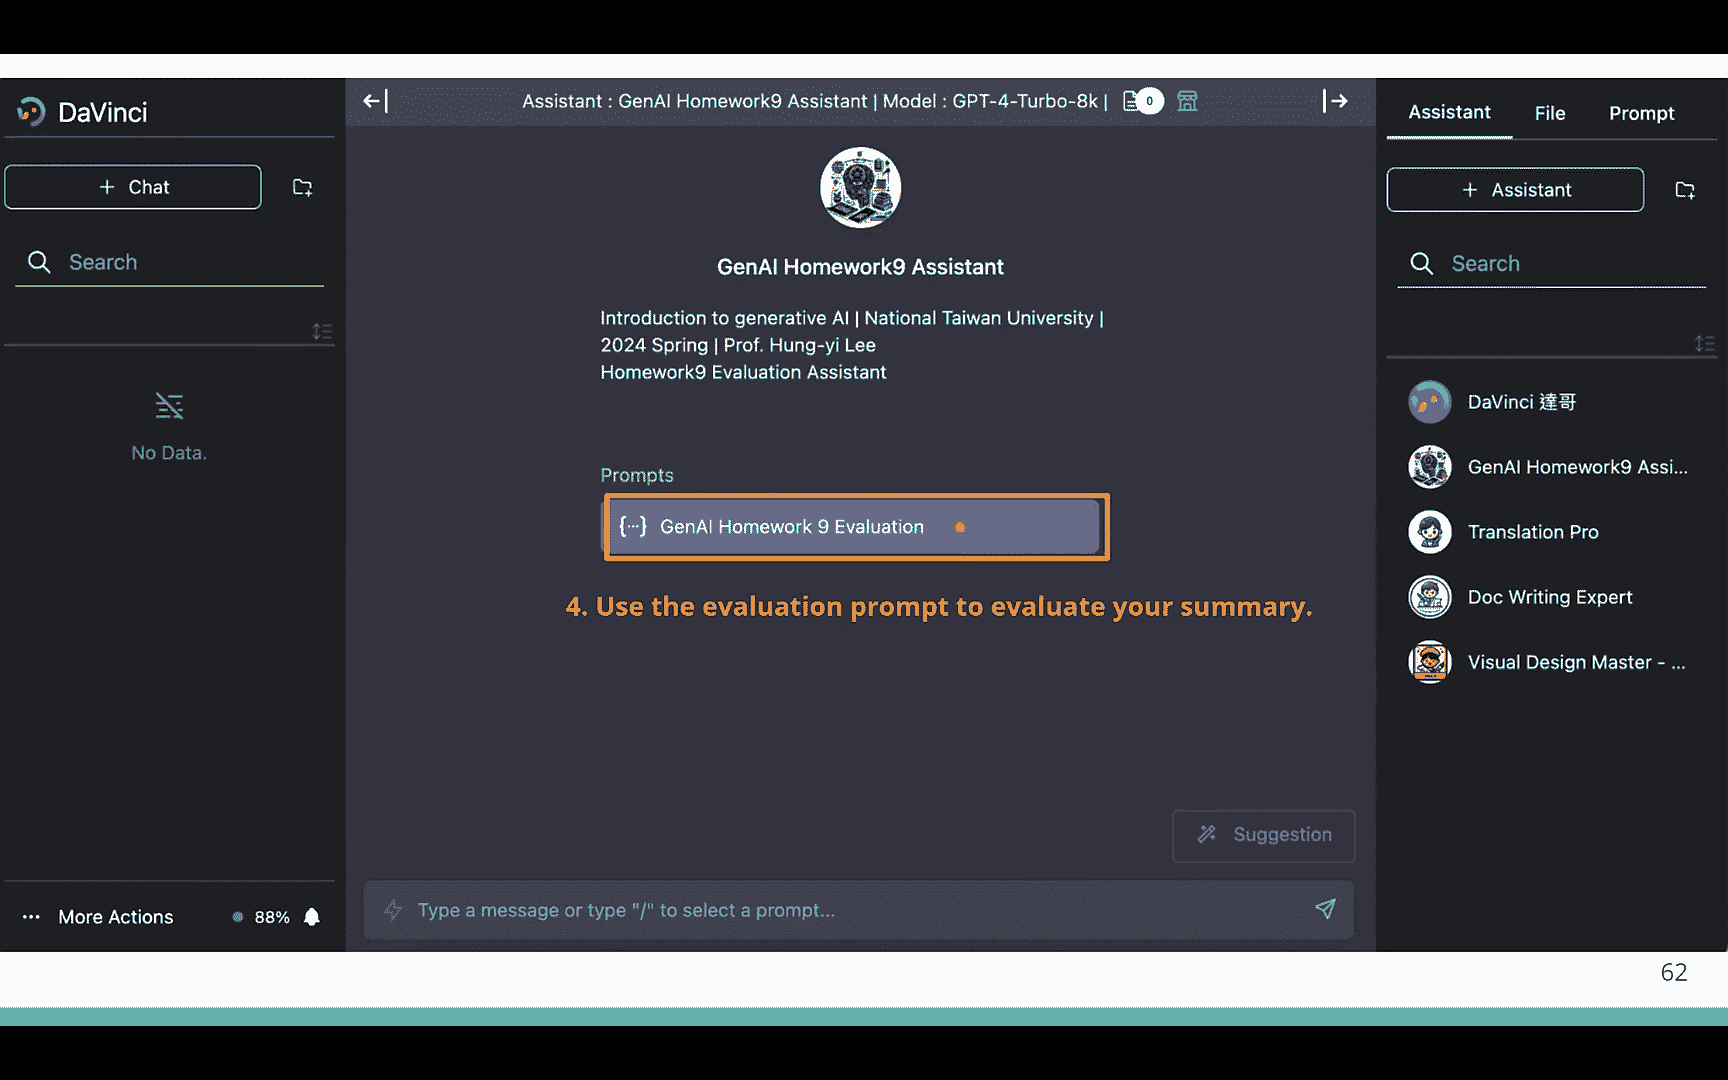 DaVinci
+ Chat
Search
No Data.
... More Actions
88%
Assistant : GenAI Homework9 Assistant | Model : GPT-4-Turbo-8k |
0
GenAI Homework9 Assistant
Introduction to generative AI | National Taiwan University |
2024 Spring | Prof. Hung-yi Lee
Homework9 Evaluation Assistant
Prompts
{...} GenAI Homework 9 Evaluation
4. Use the evaluation prompt to evaluate your summary.
Suggestion
Type a message or type "/" to select a prompt...
Assistant File Prompt
+ Assistant
Search
DaVinci 達哥
GenAI Homework9 Assi...
Translation Pro
Doc Writing Expert
Visual Design Master - ...
62